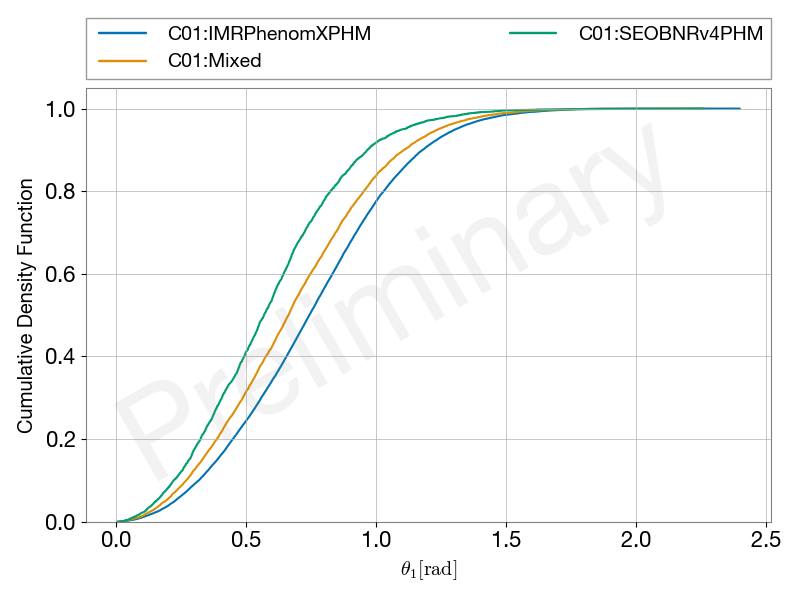 C01:IMRPhenomXPHM
C01:Mixed
C01:SEOBNRv4PHM
1.0
0.8
0.6
0.4
0.2
0.0
Cumulative Density Function
Preliminary
0.0 0.5 1.0 1.5 2.0 2.5
θ₁[rad]